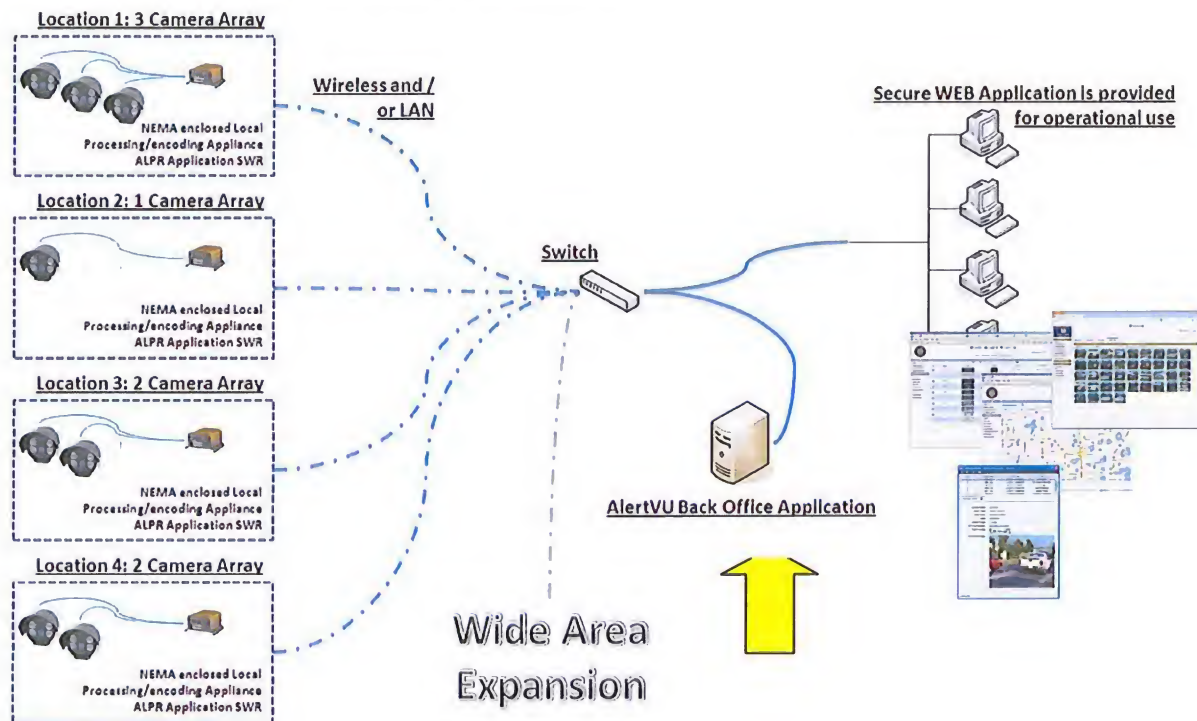 Location 1: 3 Camera Array
NEMA enclosed Local
Processing/encoding Appliance
ALPR Application SWR
Wireless and /
or LAN
Secure WEB Application is provided
for operational use
Location 2: 1 Camera Array
NEMA enclosed Local
Processing/encoding Appliance
ALPR Application SWR
Switch
Location 3: 2 Camera Array
NEMA enclosed Local
Processing/encoding Appliance
ALPR Application SWR
AlertVU Back Office Application
Location 4: 2 Camera Array
NEMA enclosed Local
Processing/encoding Appliance
ALPR Application SWR
Wide Area
Expansion